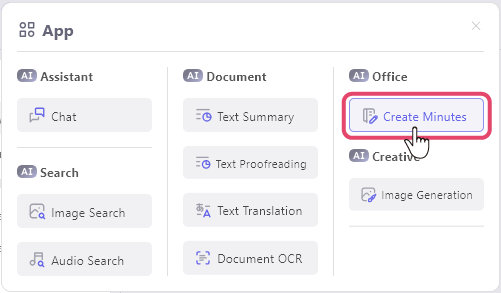 App
AI Assistant
Chat
AI Search
Image Search
Audio Search
AI Document
Text Summary
Text Proofreading
Text Translation
Document OCR
AI Office
Create Minutes
AI Creative
Image Generation